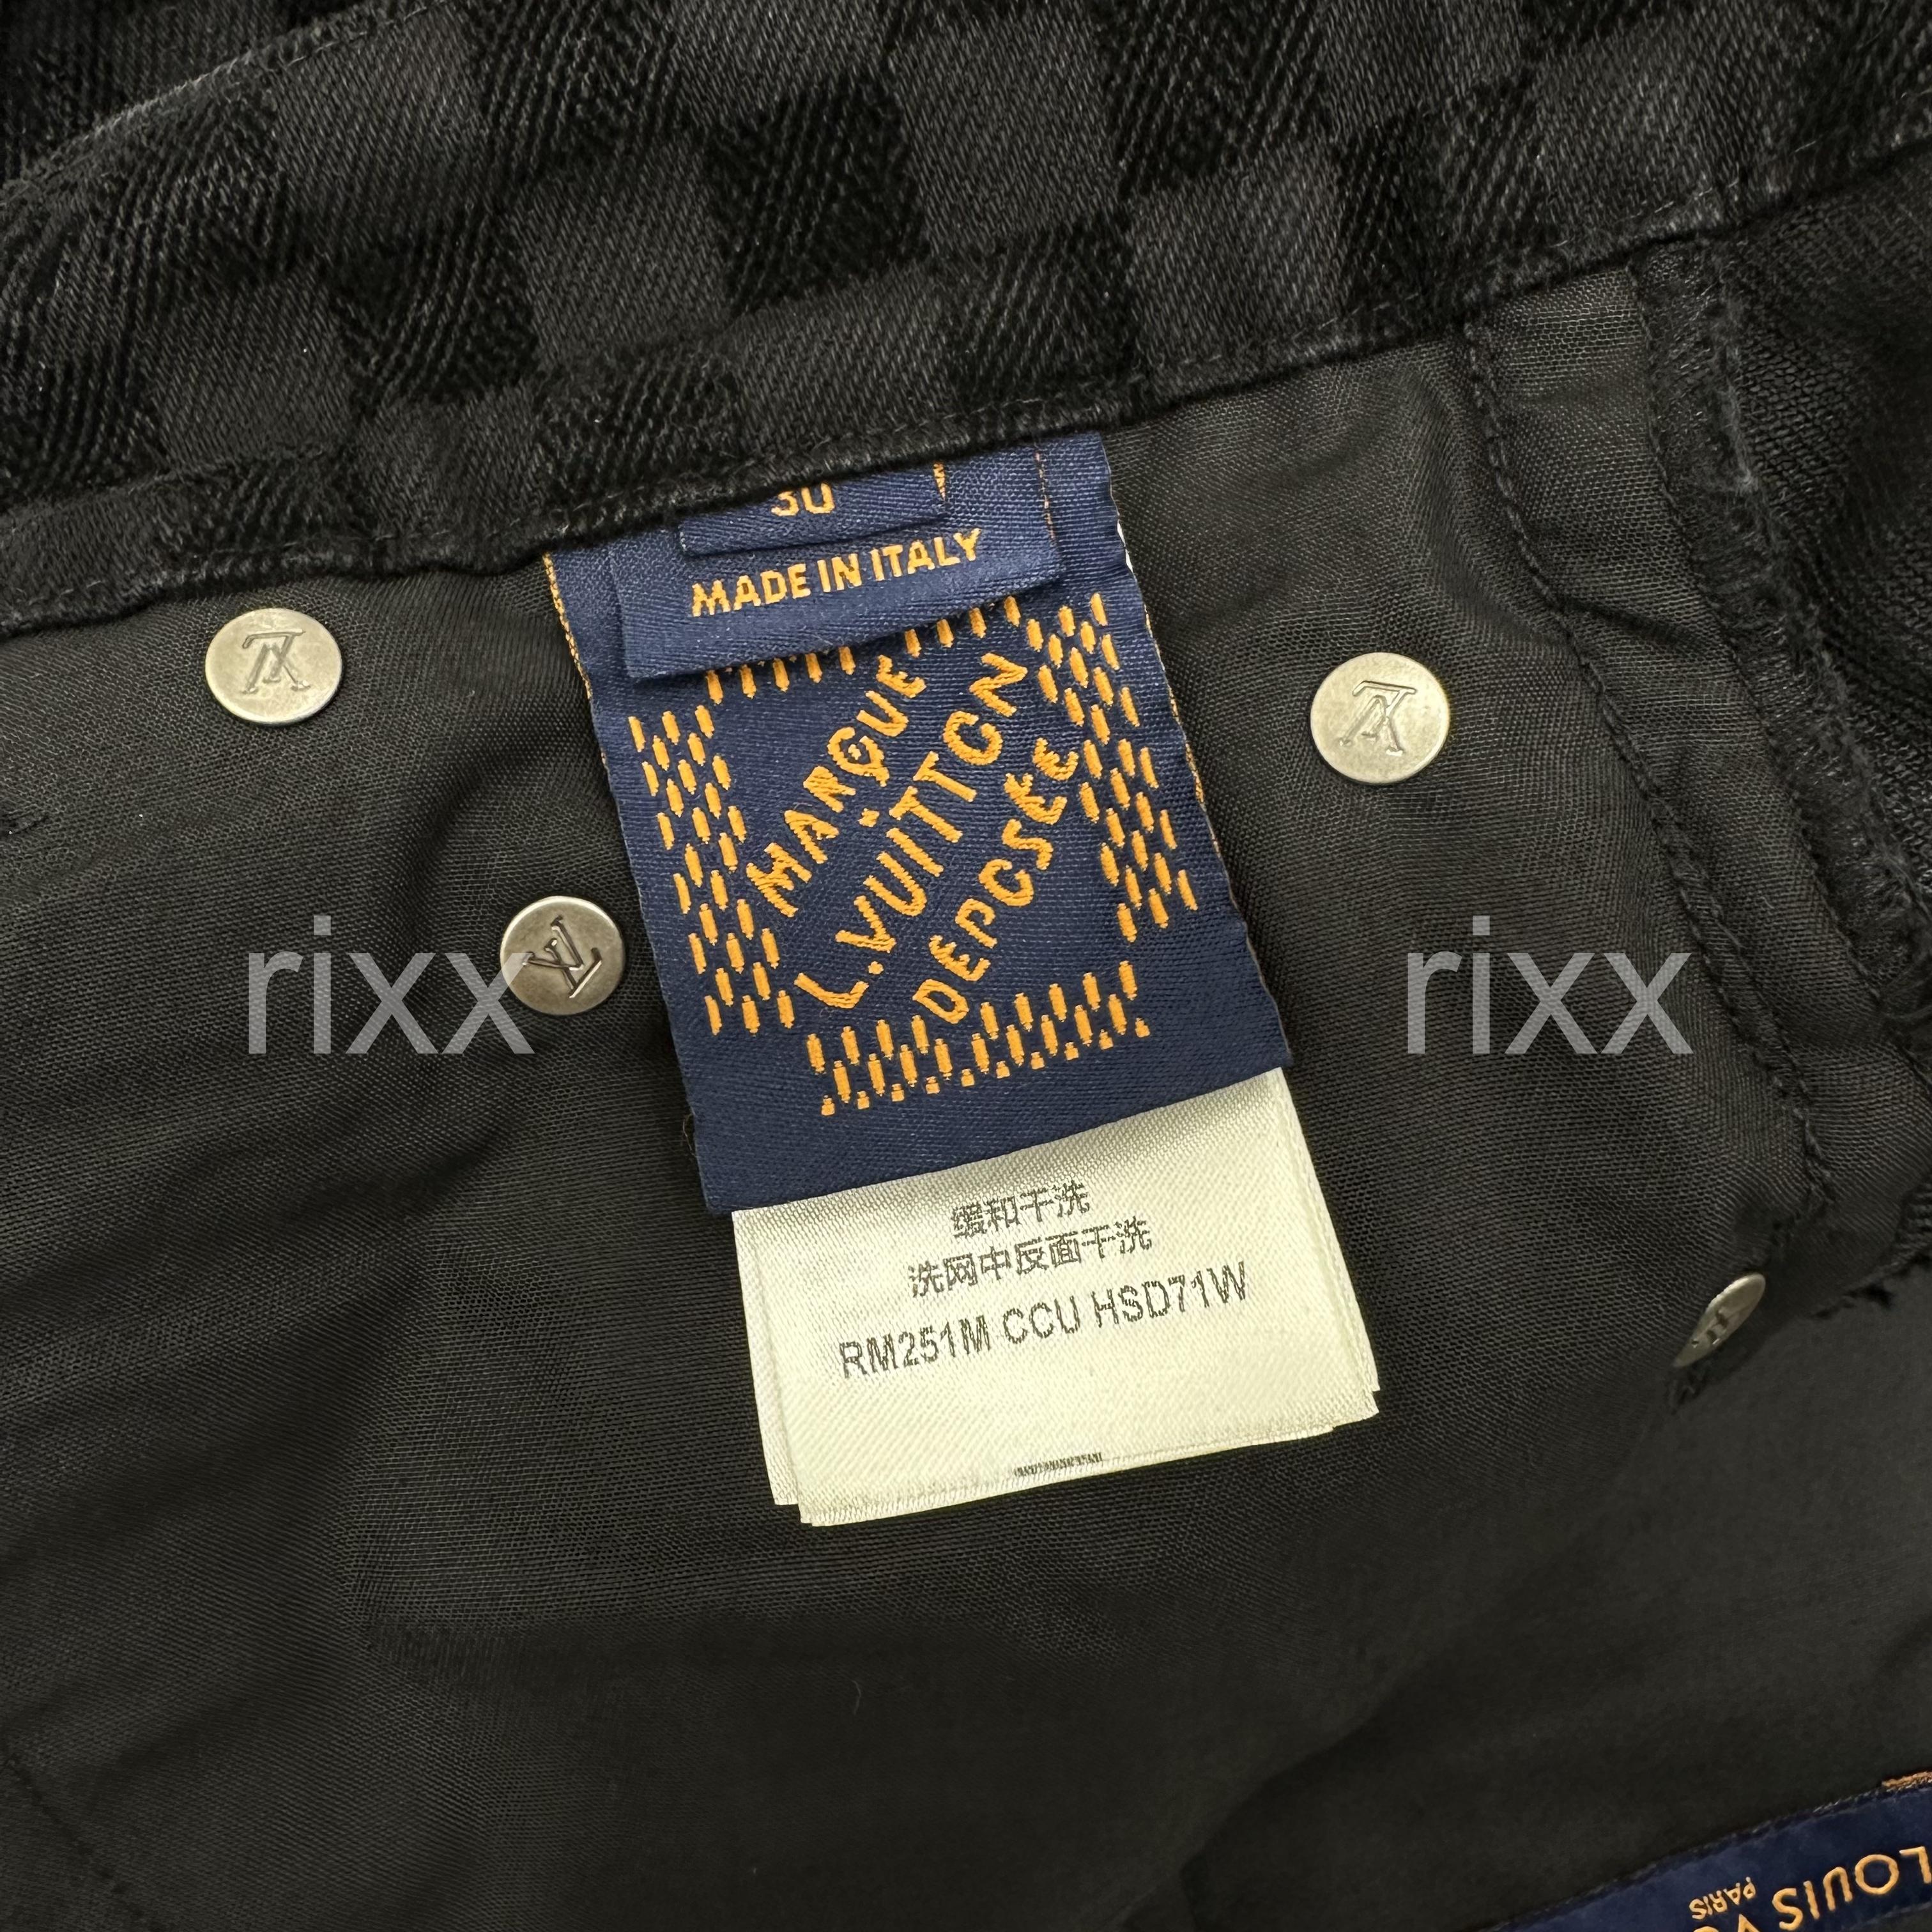 30
MADE IN ITALY
MARQUE
L.VUITTON
DEPOSÉE
缓和干洗
洗网中反面干洗
RM251M CCU HSD71W
rixx
rixx
LOUIS
PARIS